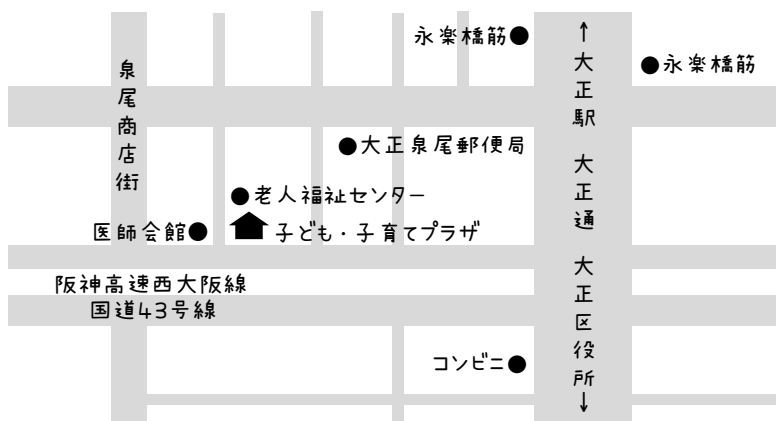 永楽橋筋
永楽橋筋
泉尾商店街
↑大正駅 大正通 大正区役所↓
大正泉尾郵便局
老人福祉センター
医師会館
子ども・子育てプラザ
阪神高速西大阪線
国道43号線
コンビニ